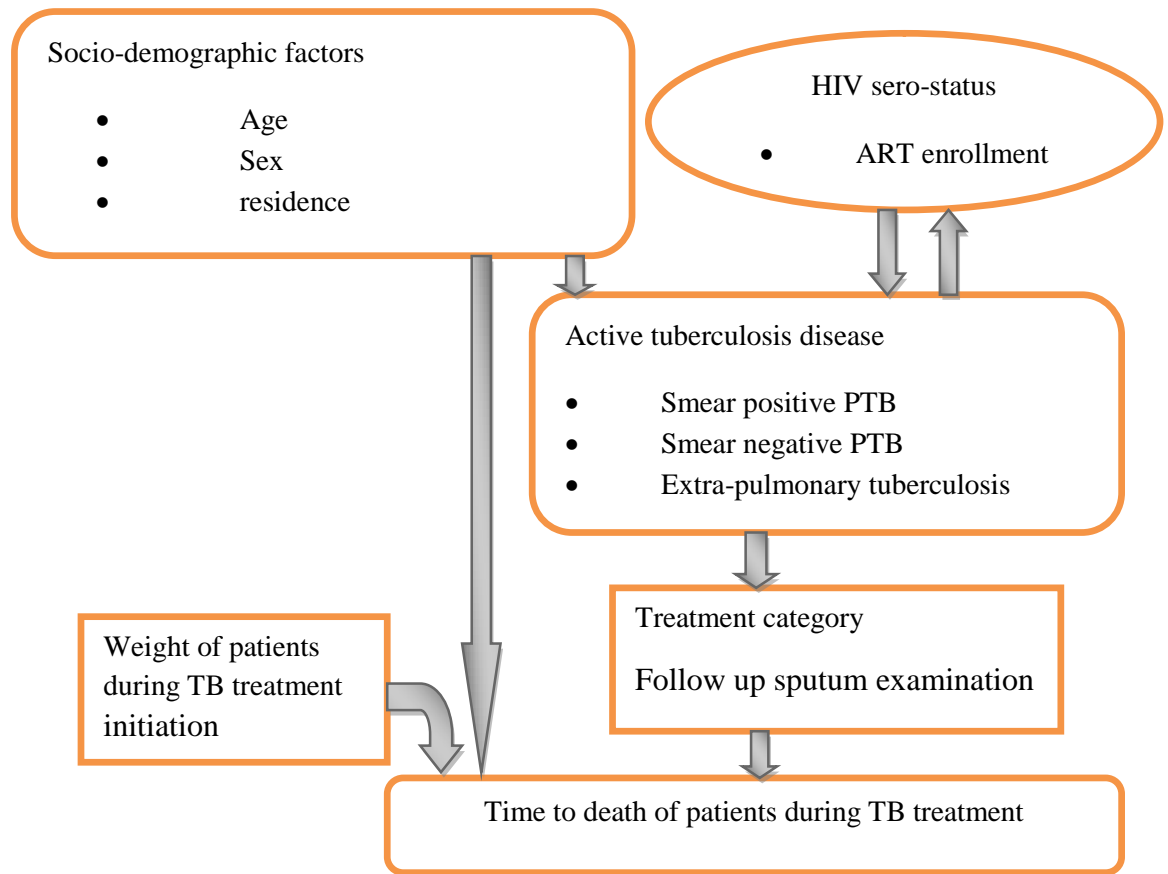 Socio-demographic factors
• Age
• Sex
• residence
HIV sero-status
• ART enrollment
Active tuberculosis disease
• Smear positive PTB
• Smear negative PTB
• Extra-pulmonary tuberculosis
Treatment category
Follow up sputum examination
Weight of patients
during TB treatment
initiation
Time to death of patients during TB treatment